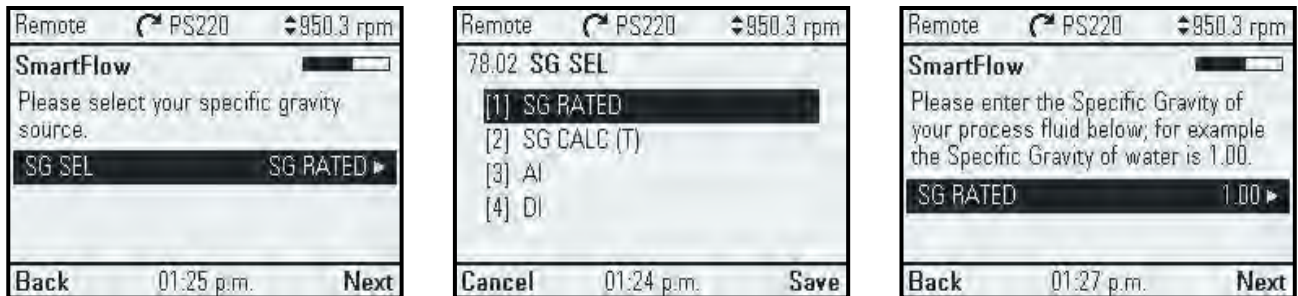 Remote PS220 950.3 rpm
SmartFlow
Please select your specific gravity
source.
SG SEL SG RATED
Back 01:25 p.m. Next
Remote PS220 950.3 rpm
78.02 SG SEL
[1] SG RATED
[2] SG CALC (T)
[3] AI
[4] DI
Cancel 01:24 p.m. Save
Remote PS220 950.3 rpm
SmartFlow
Please enter the Specific Gravity of
your process fluid below; for example
the Specific Gravity of water is 1.00.
SG RATED 1.00
Back 01:27 p.m. Next